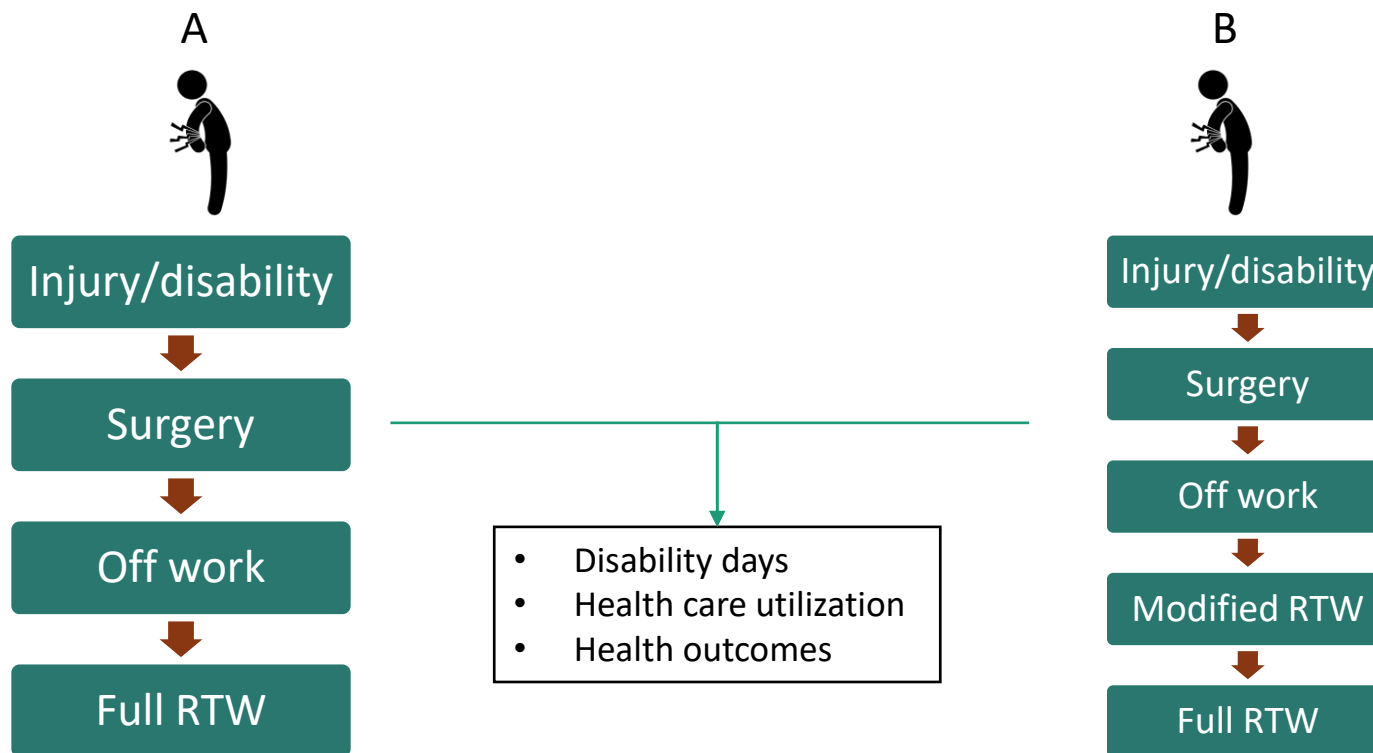 A
B
Injury/disability
Surgery
Off work
Full RTW
• Disability days
• Health care utilization
• Health outcomes
Injury/disability
Surgery
Off work
Modified RTW
Full RTW